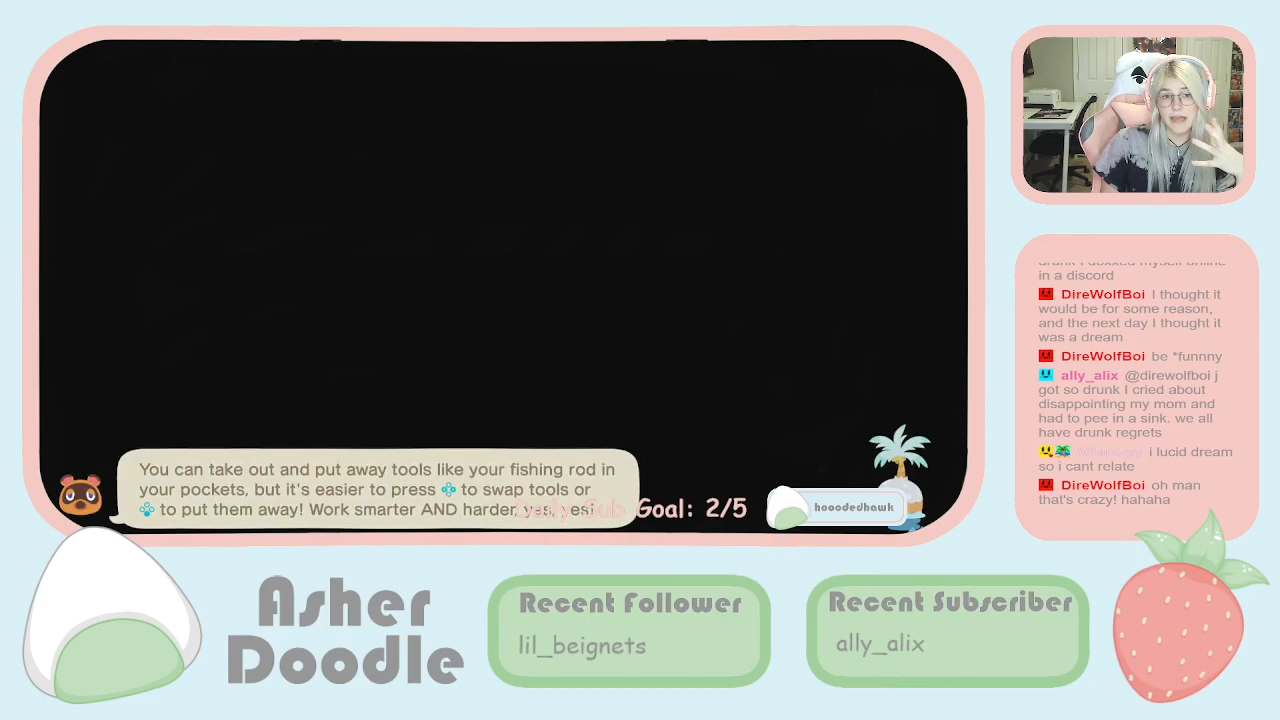 You can take out and put away tools like your fishing rod in
your pockets, but it's easier to press to swap tools or
to put them away! Work smarter AND harder, yes, yes!
Goal: 2/5
hooodedhawk
in a discord
DireWolfBoi I thought it
would be for some reason,
and the next day I thought it
was a dream
DireWolfBoi be *funnny
ally_alix @direwolfboi j
got so drunk I cried about
disappointing my mom and
had to pee in a sink. we all
have drunk regrets
i lucid dream
so i cant relate
DireWolfBoi oh man
that's crazy! hahaha
Asher
Doodle
Recent Follower
lil_beignets
Recent Subscriber
ally_alix